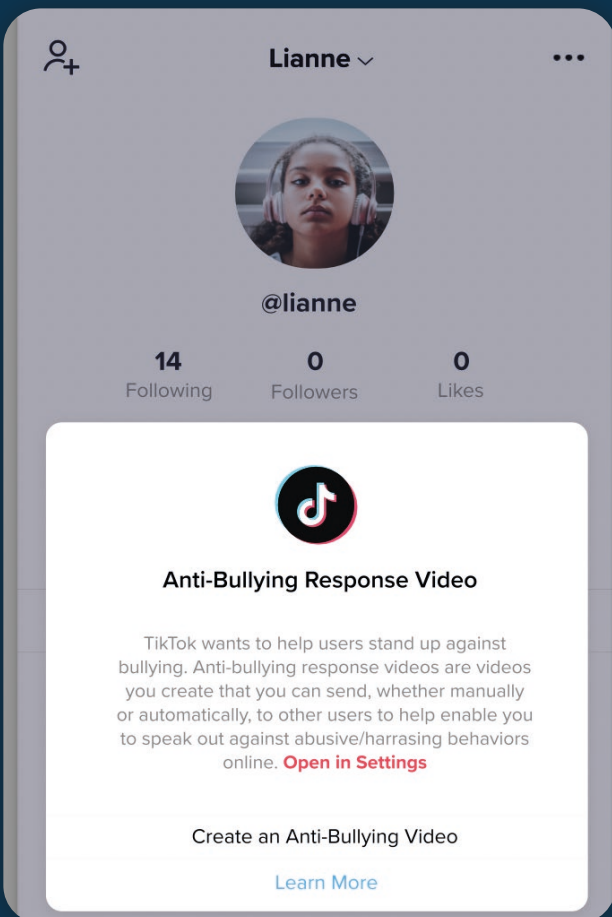 Lianne
@lianne
14 0 0
Following Followers Likes
Anti-Bullying Response Video
TikTok wants to help users stand up against
bullying. Anti-bullying response videos are videos
you create that you can send, whether manually
or automatically, to other users to help enable you
to speak out against abusive/harrasing behaviors
online. Open in Settings
Create an Anti-Bullying Video
Learn More